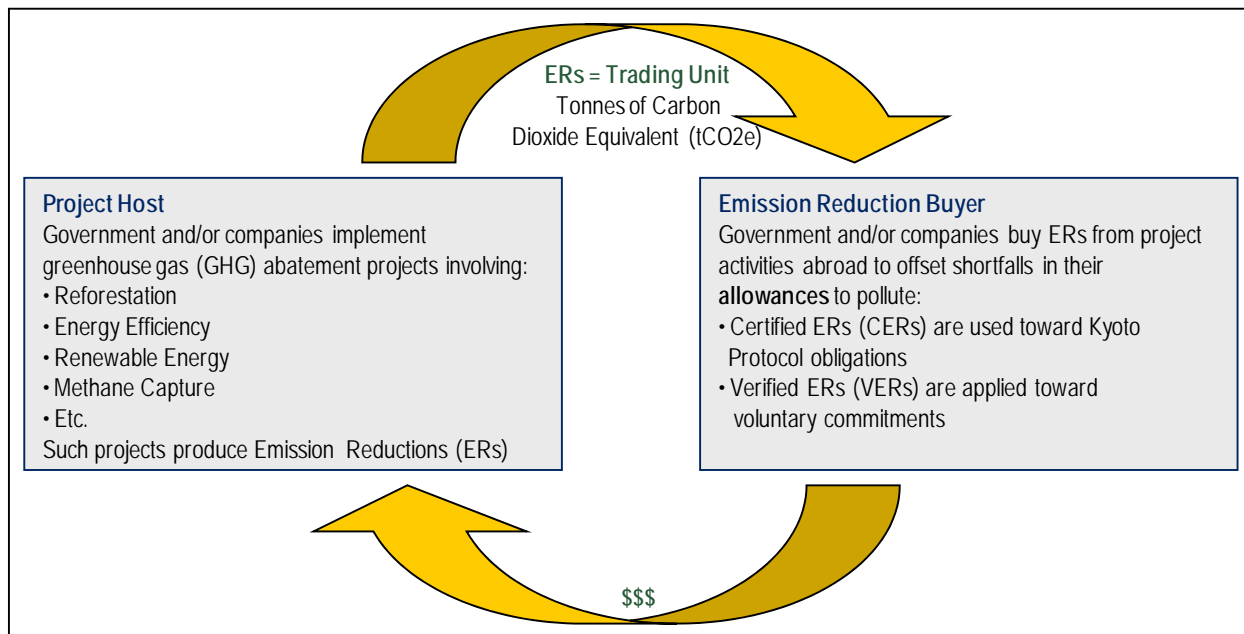 ERs = Trading Unit
Tonnes of Carbon
Dioxide Equivalent (tCO2e)
Project Host
Government and/or companies implement
greenhouse gas (GHG) abatement projects involving:
• Reforestation
• Energy Efficiency
• Renewable Energy
• Methane Capture
• Etc.
Such projects produce Emission Reductions (ERs)
Emission Reduction Buyer
Government and/or companies buy ERs from project
activities abroad to offset shortfalls in their
allowances to pollute:
• Certified ERs (CERs) are used toward Kyoto
Protocol obligations
• Verified ERs (VERs) are applied toward
voluntary commitments
$$$